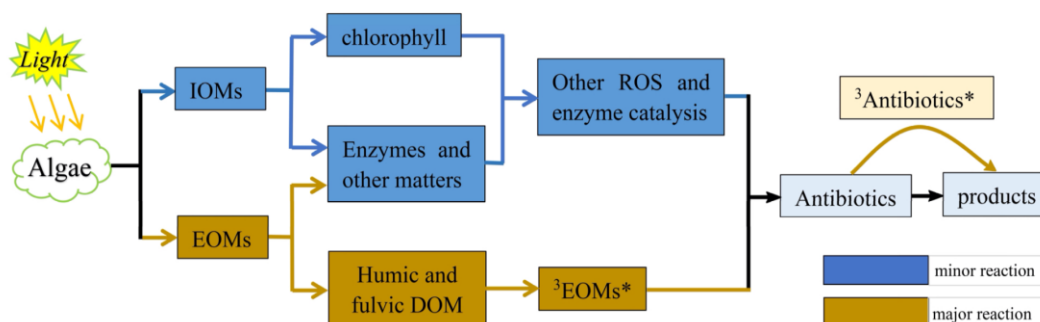 Light
Algae
IOMs
EOMs
chlorophyll
Enzymes and
other matters
Humic and
fulvic DOM
Other ROS and
enzyme catalysis
³EOMs*
³Antibiotics*
Antibiotics
products
minor reaction
major reaction